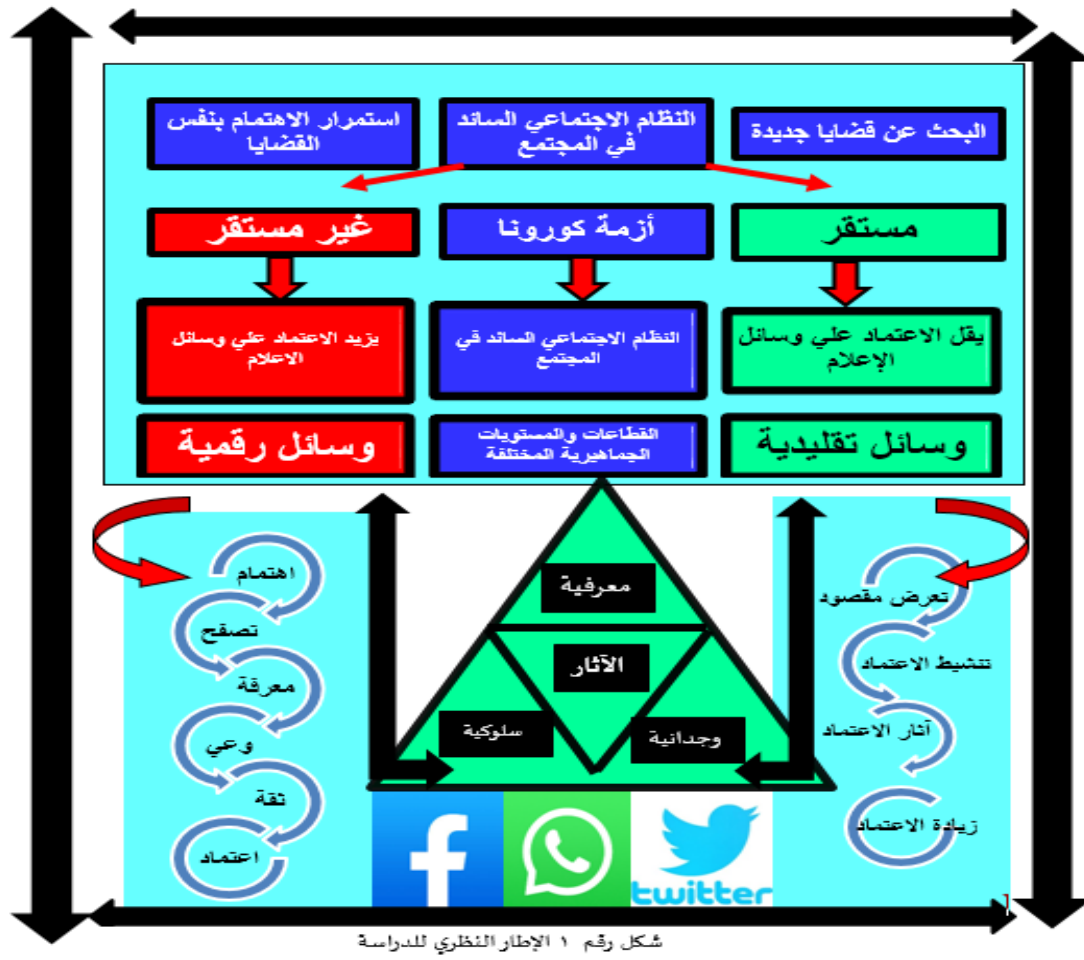 البحث عن قضايا جديدة
النظام الاجتماعي السائد
في المجتمع
استمرار الاهتمام بنفس
القضايا
مستقر
أزمة كورونا
غير مستقر
يقل الاعتماد علي وسائل
الإعلام
النظام الاجتماعي السائد في
المجتمع
يزيد الاعتماد علي وسائل
الاعلام
وسائل تقليدية
القطاعات والمستويات
الجماهيرية المختلفة
وسائل رقمية
تعرض مقصود
تنشيط الاعتماد
آثار الاعتماد
زيادة الاعتماد
معرفية
الآثار
وجدانية
سلوكية
اهتمام
تصفح
معرفة
وعي
ثقة
اعتماد
twitter
شكل رقم ١ الإطار النظري للدراسة